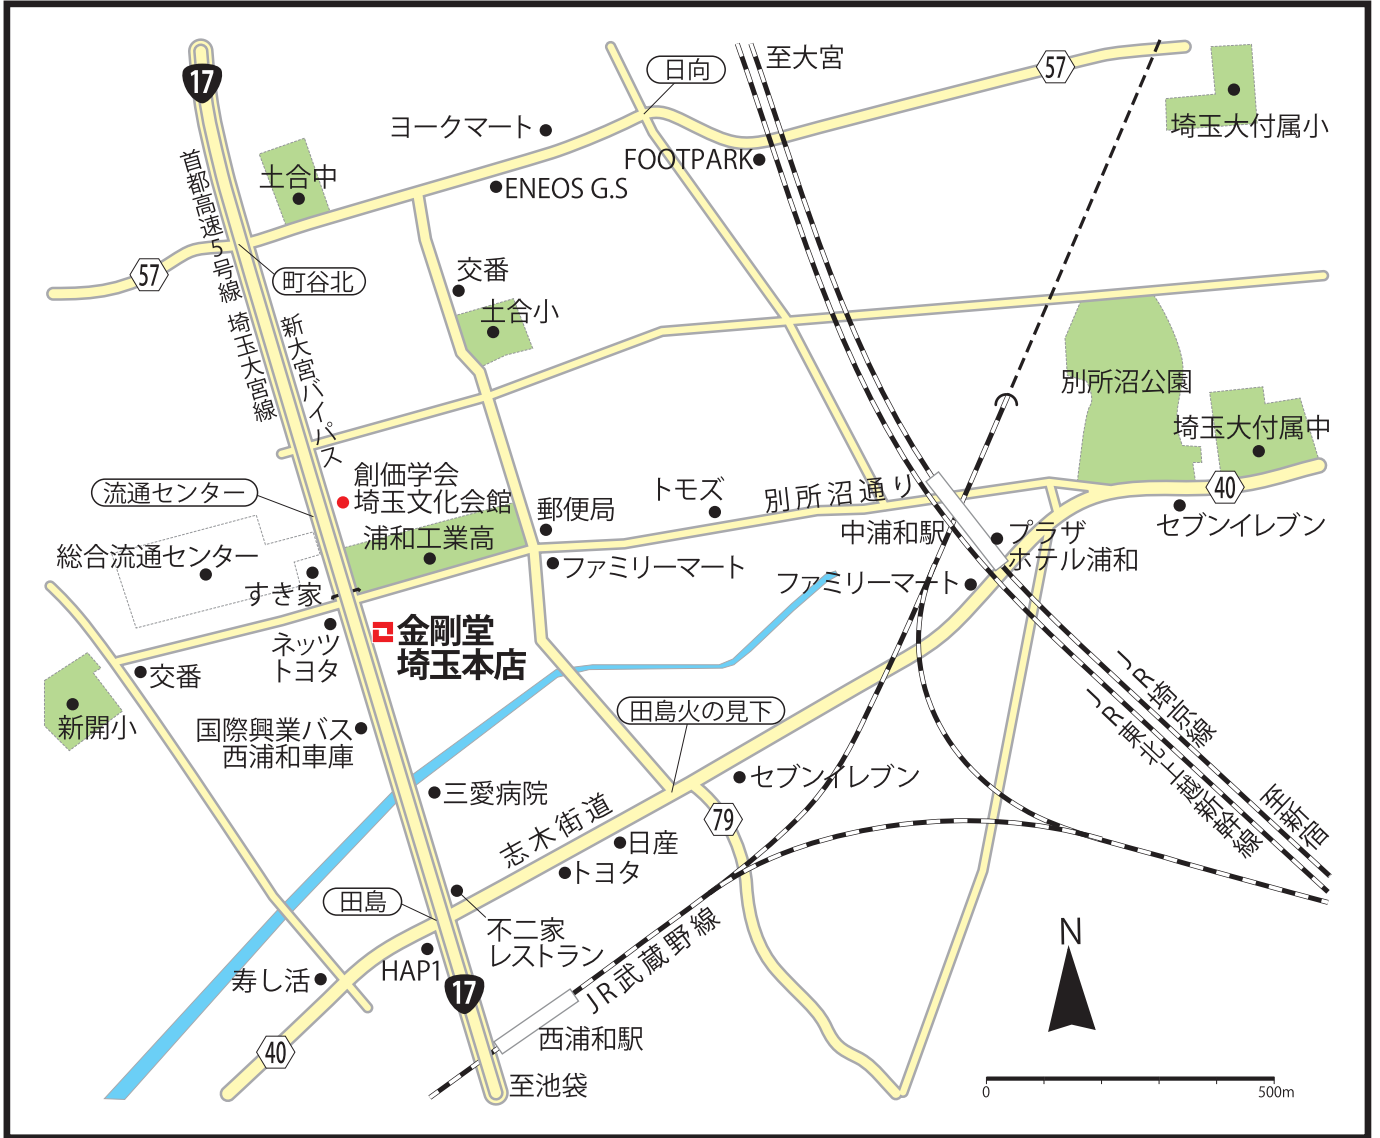 至大宮
日向
57
17
埼玉大付属小
ヨークマート
FOOTPARK
ENEOS G.S
土合中
首都高速5号線 埼玉大宮線
57
町谷北
交番
土合小
新大宮バイパス
別所沼公園
埼玉大付属中
創価学会
埼玉文化会館
流通センター
トモズ
別所沼通り
40
郵便局
浦和工業高
中浦和駅
プラザ
ホテル浦和
セブンイレブン
総合流通センター
すき家
ファミリーマート
ファミリーマート
ネッツ
トヨタ
金剛堂
埼玉本店
交番
新開小
国際興業バス
西浦和車庫
田島火の見下
JR埼京線
JR東北上越新幹線
至新宿
三愛病院
セブンイレブン
79
志木街道
日産
トヨタ
田島
不二家
レストラン
JR武蔵野線
HAP1
寿し活
17
西浦和駅
40
至池袋
N
0
500m